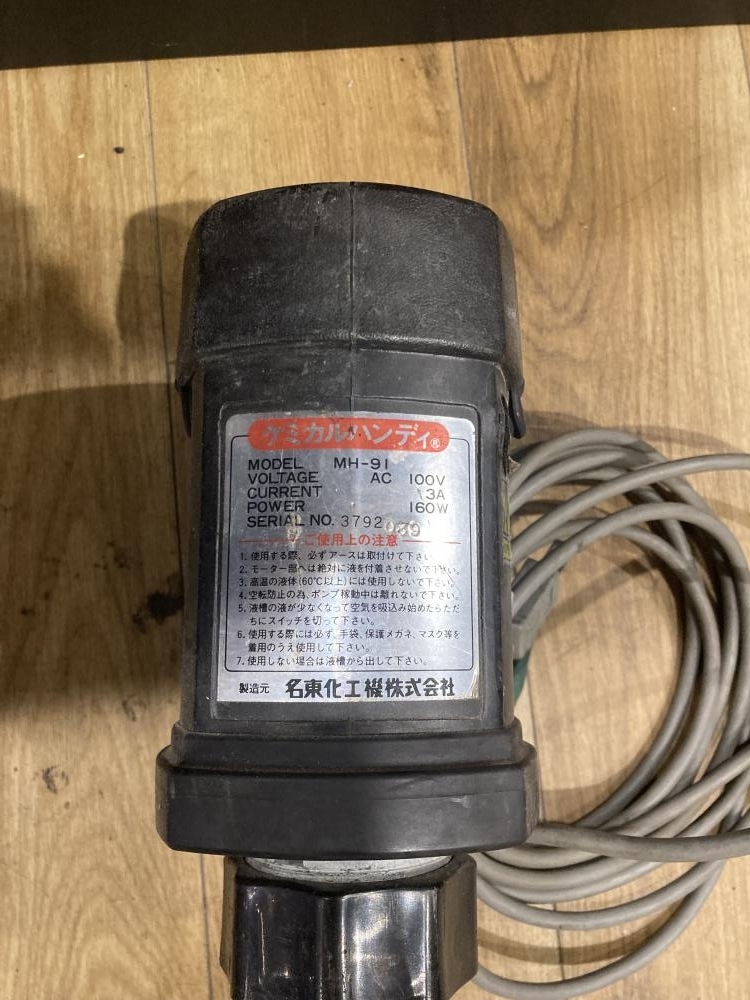 ケミカルハンディ®
MODEL MH-91
VOLTAGE AC 100V
CURRENT 3A
POWER 160W
SERIAL NO. 3792
ご使用上の注意
1. 使用する際、必ずアースは取付けて下さい
2. モーター部へは絶対に液を付着させないで下さい。
3. 高温の液体(60℃以上)には使用しないで下さい。
4. 空転防止の為、ポンプ稼動中は離れないで下さい。
5. 液槽の液が少なくなって空気を吸込み始めたらただ
ちにスイッチを切って下さい。
6. 使用する際には必ず、手袋、保護メガネ、マスク等を
着用のうえ使用して下さい。
7. 使用しない場合は液槽から出して下さい。
製造元 名東化工機株式会社